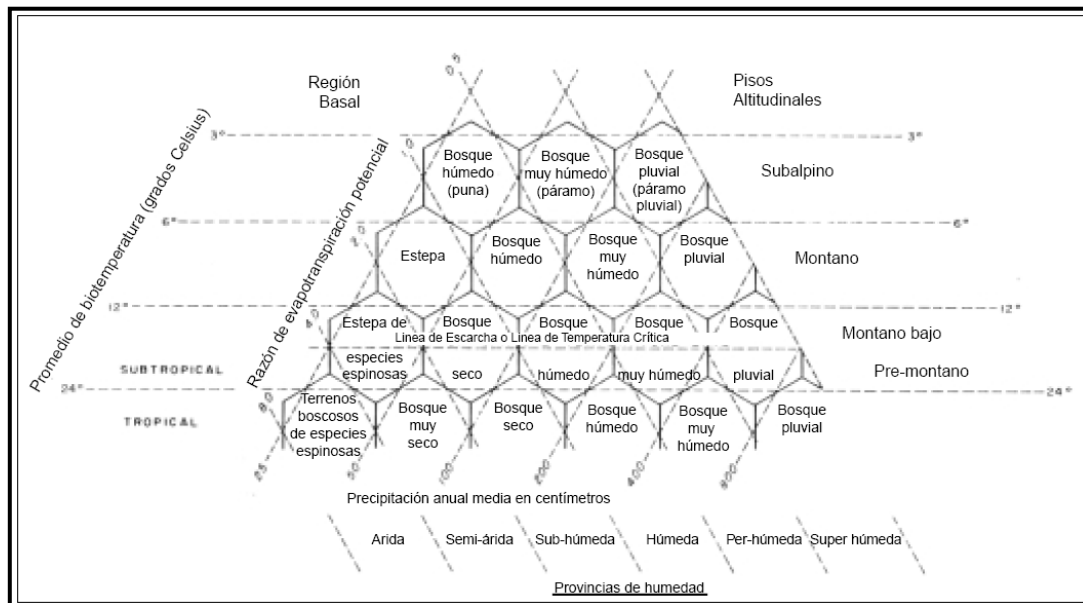 Región
Basal
Pisos
Altitudinales
Promedio de biotemperatura (grados Celsius)
Razón de evapotranspiración potencial
3°
3°
Bosque
húmedo
(puna)
Bosque
muy húmedo
(páramo)
Bosque
pluvial
(páramo
pluvial)
Subalpino
6°
6°
Estepa
Bosque
húmedo
Bosque
muy
húmedo
Bosque
pluvial
Montano
12°
12°
Estepa de
Bosque
Bosque
Bosque
Bosque
Linea de Escarcha o Linea de Temperatura Crítica
Montano bajo
SUBTROPICAL
especies
espinosas
seco
húmedo
muy húmedo
pluvial
Pre-montano
24°
24°
TROPICAL
Terrenos
boscosos
de especies
espinosas
Bosque
muy
seco
Bosque
seco
Bosque
húmedo
Bosque
muy
húmedo
Bosque
pluvial
25
50
100
200
400
800
Precipitación anual media en centímetros
Arida
Semi-árida
Sub-húmeda
Húmeda
Per-húmeda
Super húmeda
Provincias de humedad